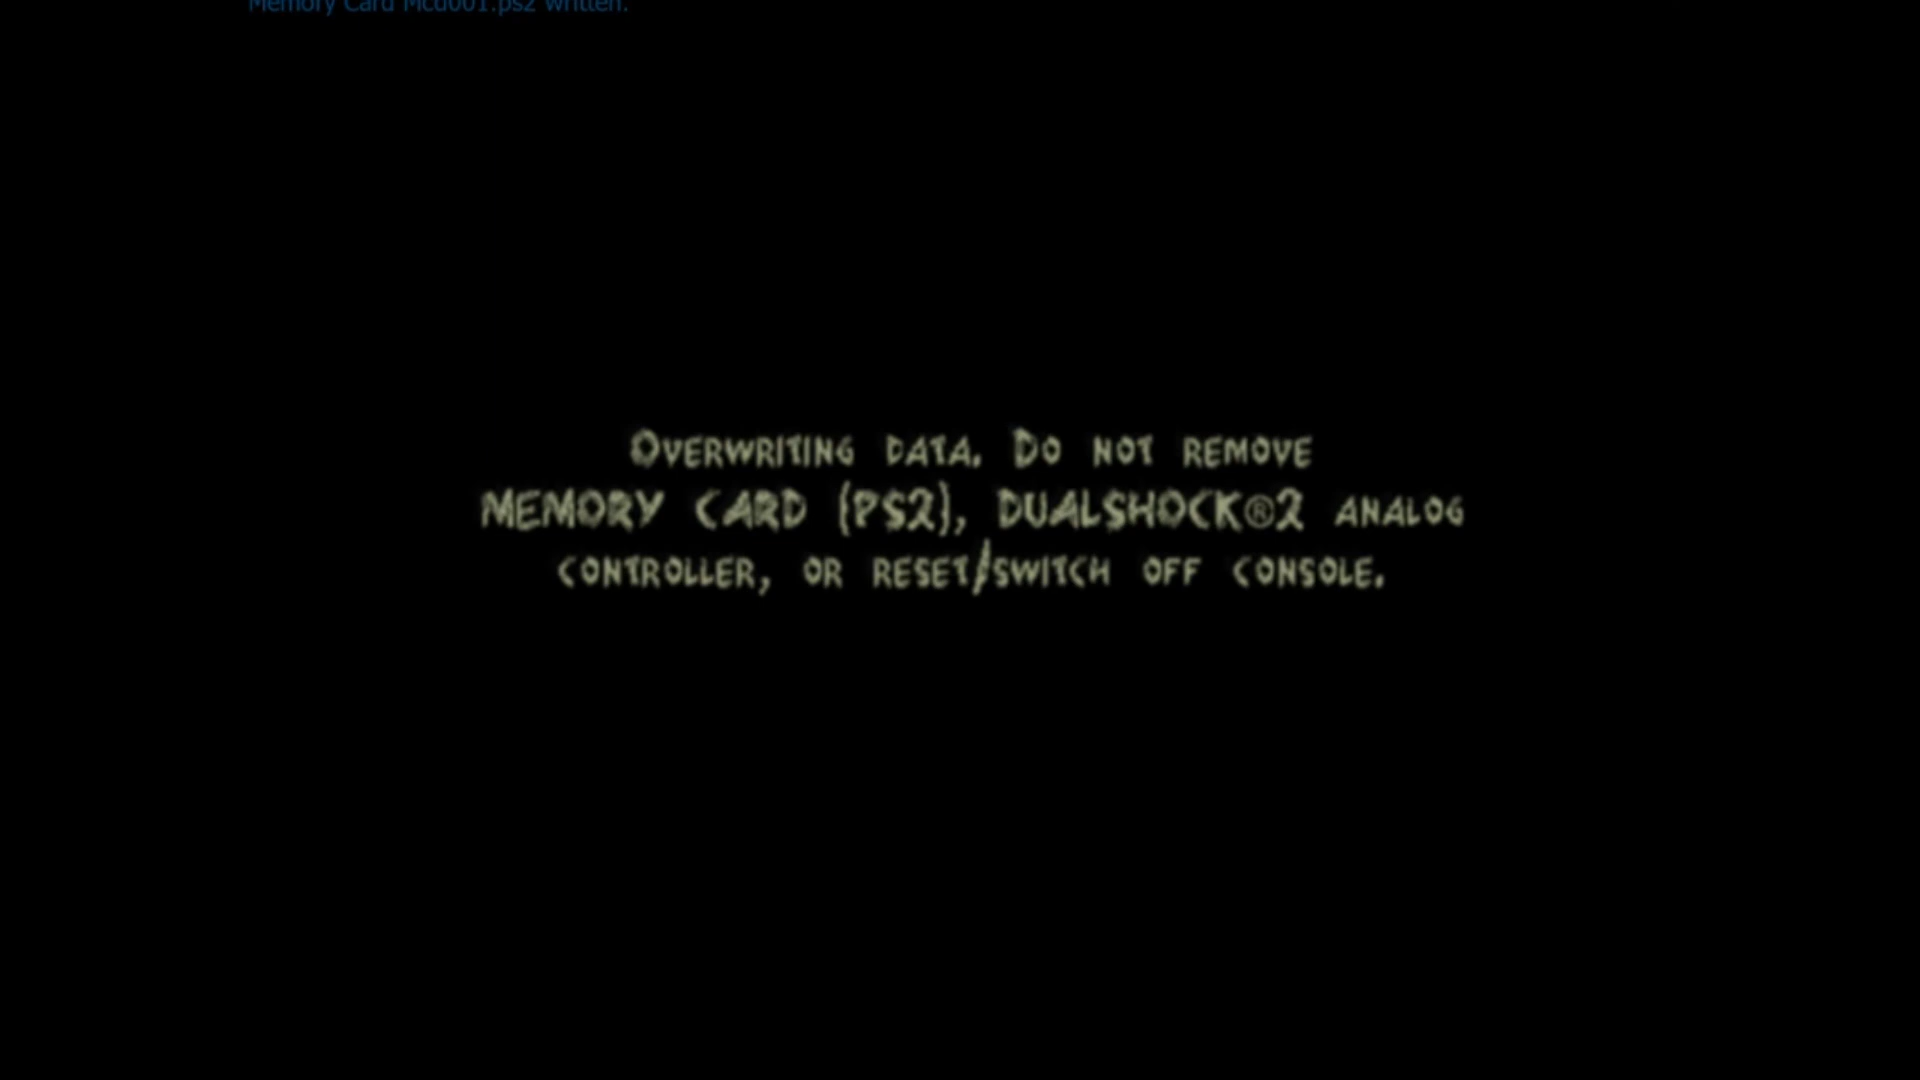 Memory Card Mcd001.ps2 written.
Overwriting data. Do not remove
MEMORY CARD (PS2), DUALSHOCK®2 analog
controller, or reset/switch off console.